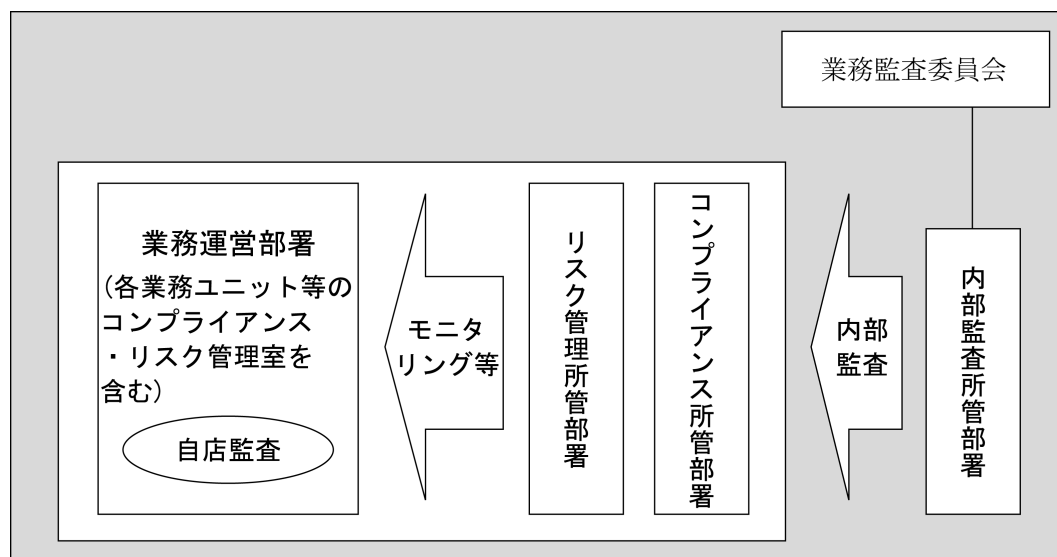 業務監査委員会
業務運営部署
(各業務ユニット等の
コンプライアンス
・リスク管理室を
含む)
自店監査
モニタ
リング等
リスク管理所管部署
コンプライアンス所管部署
内部
監査
内部監査所管部署